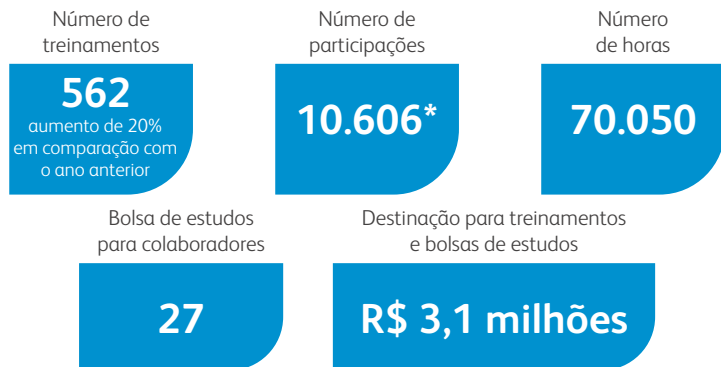 Número de
treinamentos
562
aumento de 20%
em comparação com
o ano anterior
Número de
participações
10.606*
Número
de horas
70.050
Bolsa de estudos
para colaboradores
27
Destinação para treinamentos
e bolsas de estudos
R$ 3,1 milhões